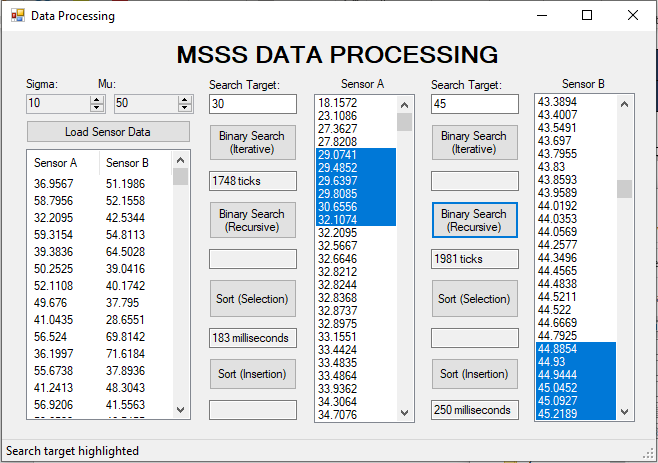 Data Processing
MSSS DATA PROCESSING
Sigma:
Mu:
10
50
Load Sensor Data
Sensor A Sensor B
36.9567 51.1986
58.7956 52.1558
32.2095 42.5344
59.3154 54.8113
39.3836 64.5028
50.2525 39.0416
52.1108 40.1742
49.676 37.795
41.0435 28.6551
56.524 69.8142
36.1997 71.6184
55.6738 37.8936
41.2413 48.3043
56.9206 41.5563
Search Target:
30
Binary Search
(Iterative)
1748 ticks
Binary Search
(Recursive)
Sort (Selection)
183 milliseconds
Sort (Insertion)
Sensor A
18.1572
23.1086
27.3627
27.8208
29.0741
29.4852
29.6397
29.8085
30.6556
32.1074
32.2095
32.5667
32.6646
32.8212
32.8244
32.8368
32.8737
32.8975
33.1551
33.4424
33.4835
33.4864
33.9362
34.3064
34.7076
Search Target:
45
Binary Search
(Iterative)
Binary Search
(Recursive)
1981 ticks
Sort (Selection)
Sort (Insertion)
250 milliseconds
Sensor B
43.3894
43.4007
43.5491
43.697
43.7955
43.83
43.8593
43.9589
44.0192
44.0353
44.0569
44.2577
44.3496
44.4565
44.4838
44.5211
44.522
44.6669
44.7925
44.8854
44.93
44.9444
45.0452
45.0927
45.2189
Search target highlighted